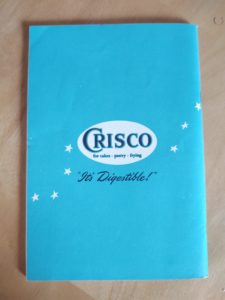 CRISCO
for cakes - pastry - frying
"It's Digestible!"